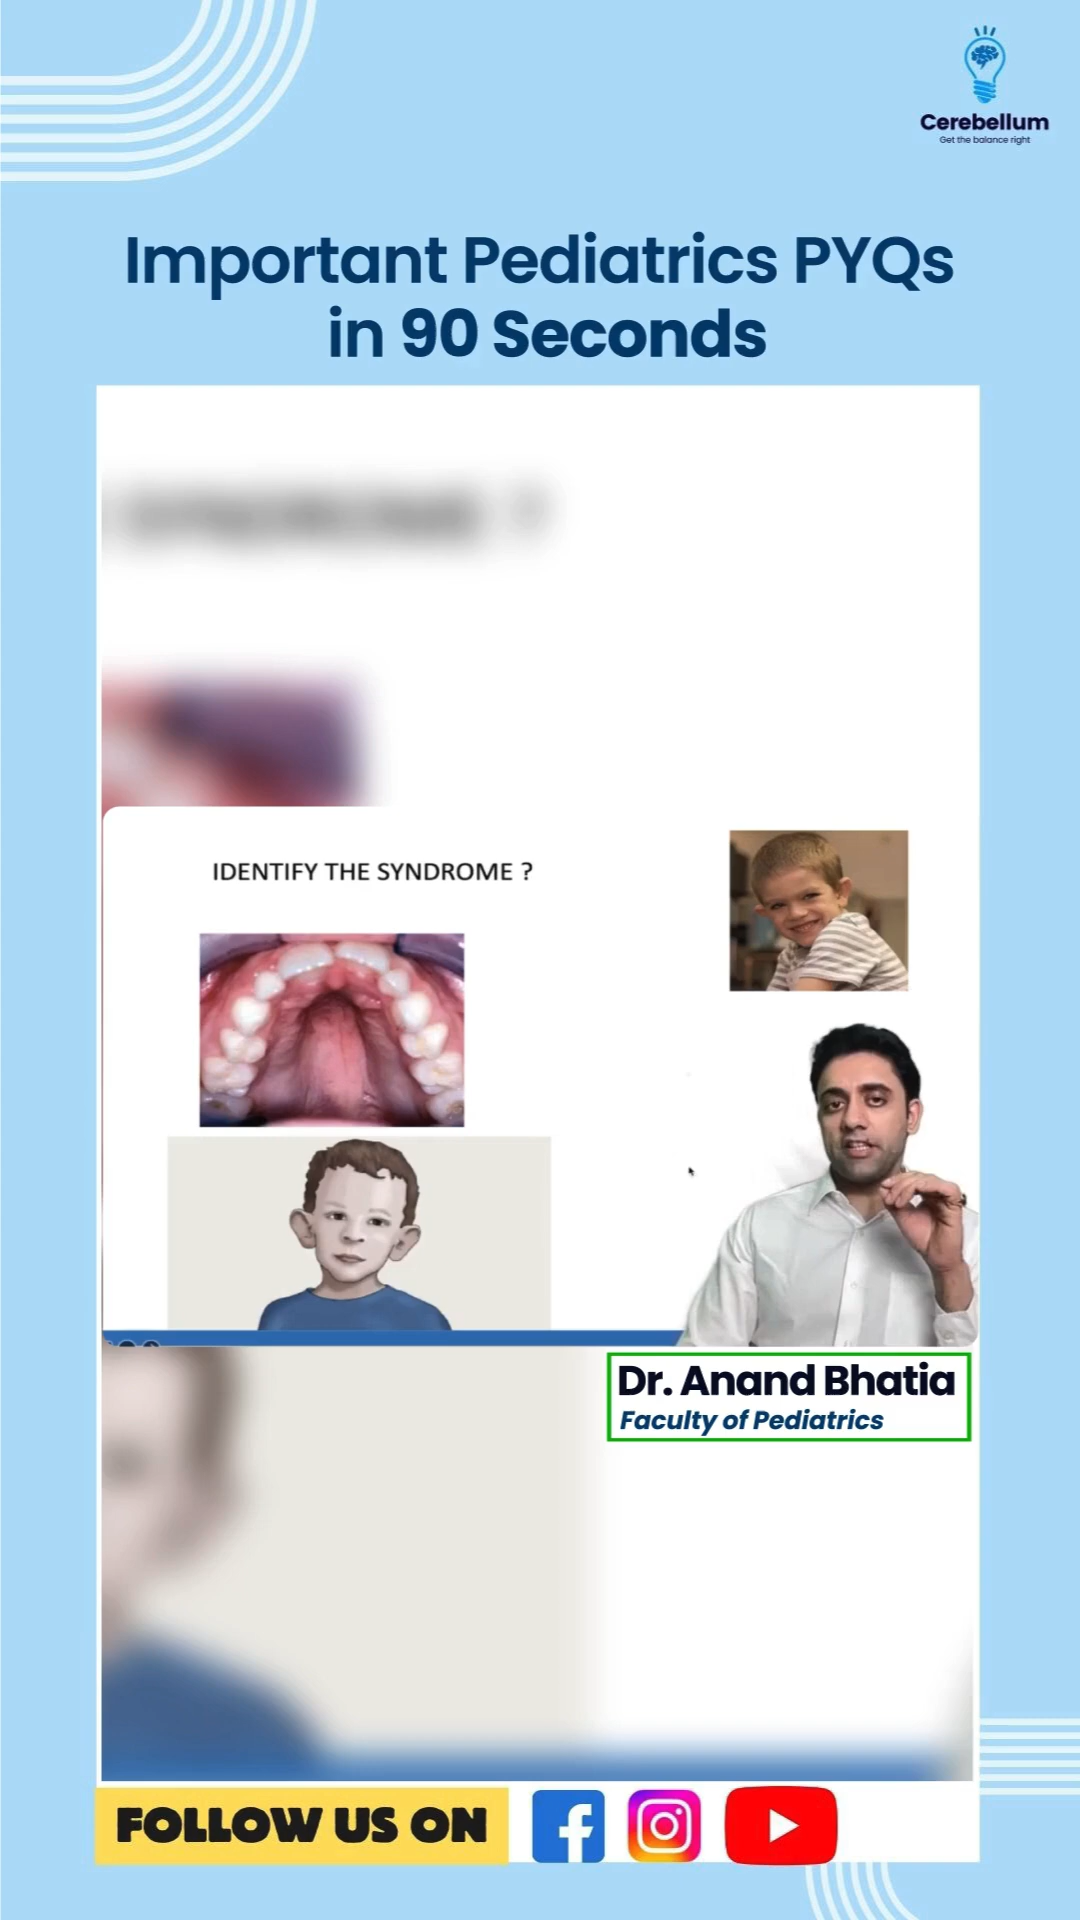 Cerebellum
Get the balance right
Important Pediatrics PYQs
in 90 Seconds
IDENTIFY THE SYNDROME ?
Dr. Anand Bhatia
Faculty of Pediatrics
FOLLOW US ON